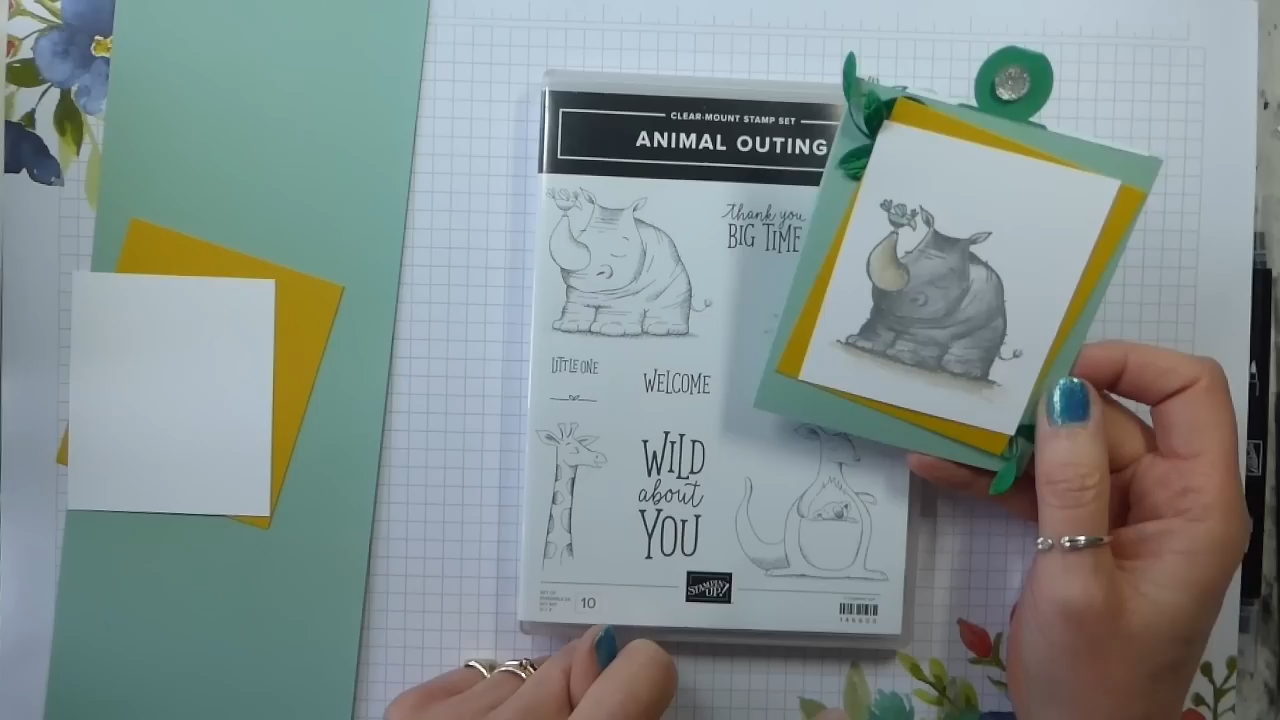 CLEAR-MOUNT STAMP SET
ANIMAL OUTING
Thank you
BIG TIME
LITTLE ONE
WELCOME
WILD
about
YOU
STAMPIN' UP!
10